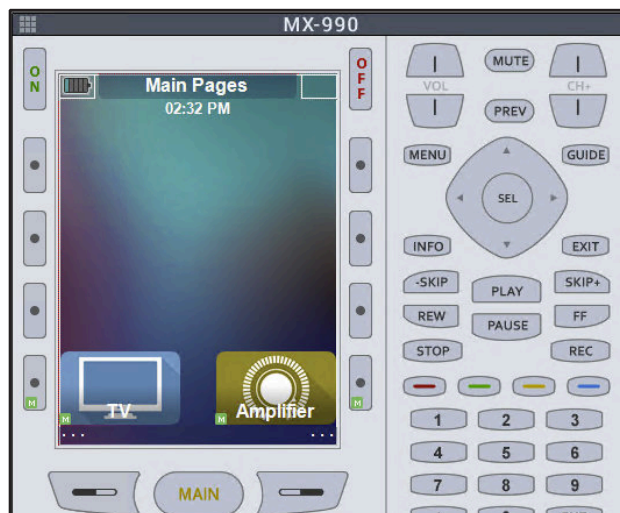 MX-990
ON
OFF
Main Pages
02:32 PM
TV
M
Amplifier
M
M
M
MAIN
MUTE
VOL
CH+
PREV
MENU
GUIDE
SEL
INFO
EXIT
-SKIP
PLAY
SKIP+
REW
PAUSE
FF
STOP
REC
1 2 3
4 5 6
7 8 9